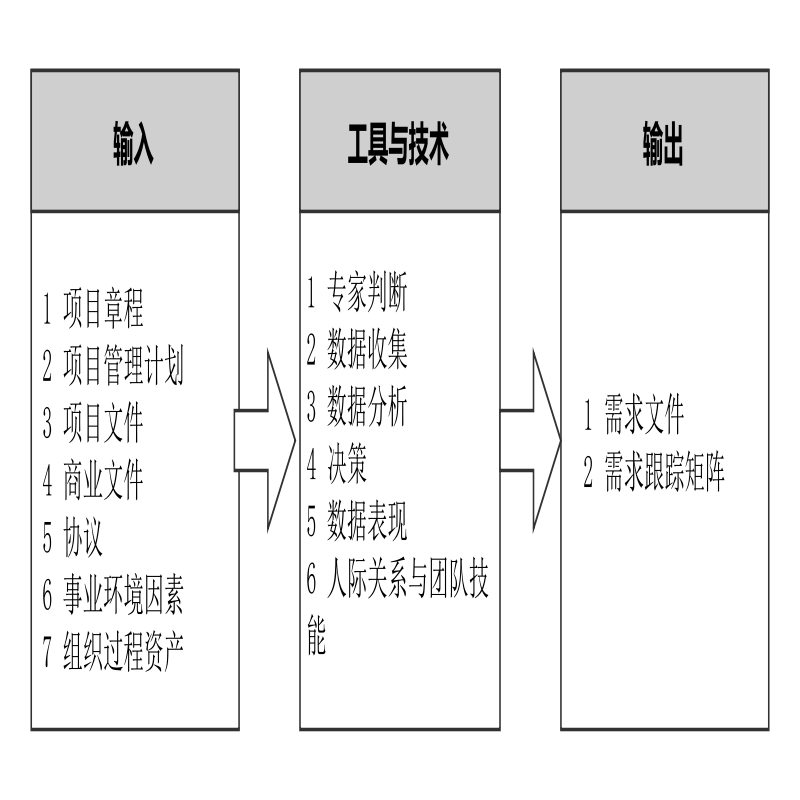 输入
1 项目章程
2 项目管理计划
3 项目文件
4 商业文件
5 协议
6 事业环境因素
7 组织过程资产
工具与技术
1 专家判断
2 数据收集
3 数据分析
4 决策
5 数据表现
6 人际关系与团队技
能
输出
1 需求文件
2 需求跟踪矩阵